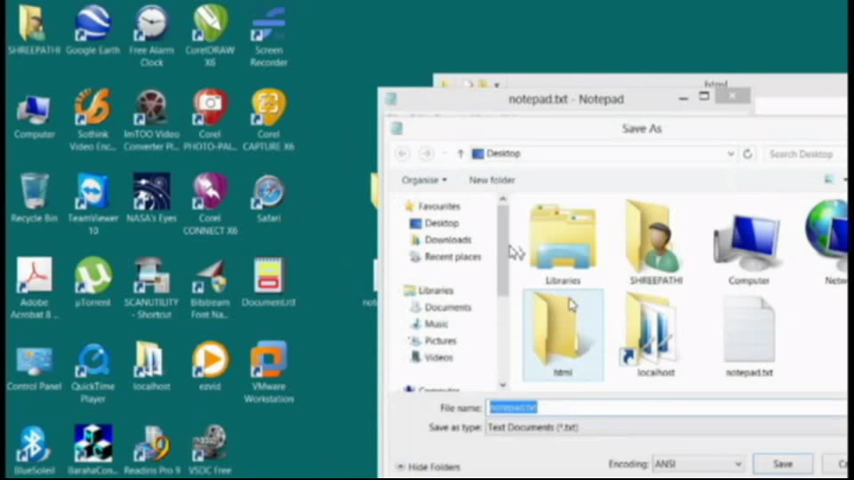 SHREEPATHI
Google Earth
Free Alarm
Clock
CorelDRAW
X6
Screen
Recorder
Computer
Sothink
Video Enc...
ImTOO Video
Converter Pl...
Corel
PHOTO-PAI...
Corel
CAPTURE X6
Recycle Bin
TeamViewer
10
NASA's Eyes
Corel
CONNECT X6
Safari
Adobe
Acrobat 8 ...
µTorrent
SCANUTILITY
- Shortcut
Bitstream
Font Na...
Document.rtf
Control Panel
QuickTime
Player
localhost
ezvid
VMware
Workstation
BlueSoleil
BarahaCon...
Readiris Pro 9
VSDC Free
html
notepad.txt - Notepad
Save As
Desktop
Search Desktop
Organise
New folder
Favourites
Desktop
Downloads
Recent places
Libraries
Documents
Music
Pictures
Videos
Computer
Libraries
SHREEPATHI
Computer
Netw
html
localhost
notepad.txt
File name: notepad.txt
Save as type: Text Documents (*.txt)
Hide Folders
Encoding: ANSI
Save